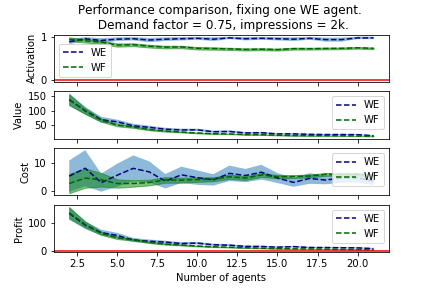 Performance comparison, fixing one WE agent.
Demand factor = 0.75, impressions = 2k.
Activation
1
0
WE
WF
Value
150
100
50
WE
WF
Cost
10
0
WE
WF
Profit
100
0
WE
WF
2.5 5.0 7.5 10.0 12.5 15.0 17.5 20.0
Number of agents